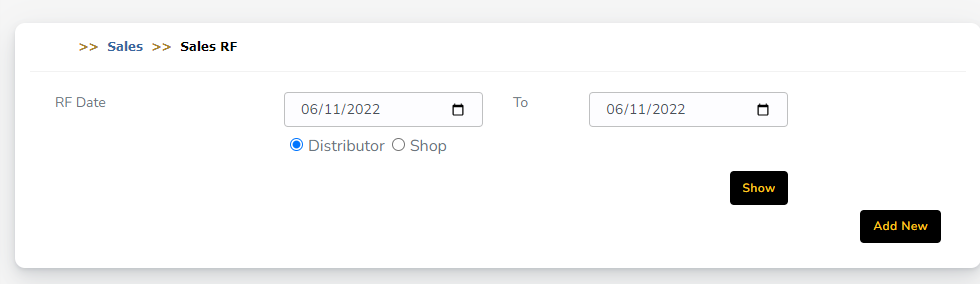 >> Sales >> Sales RF
RF Date 06/11/2022 To 06/11/2022
Distributor Shop
Show
Add New